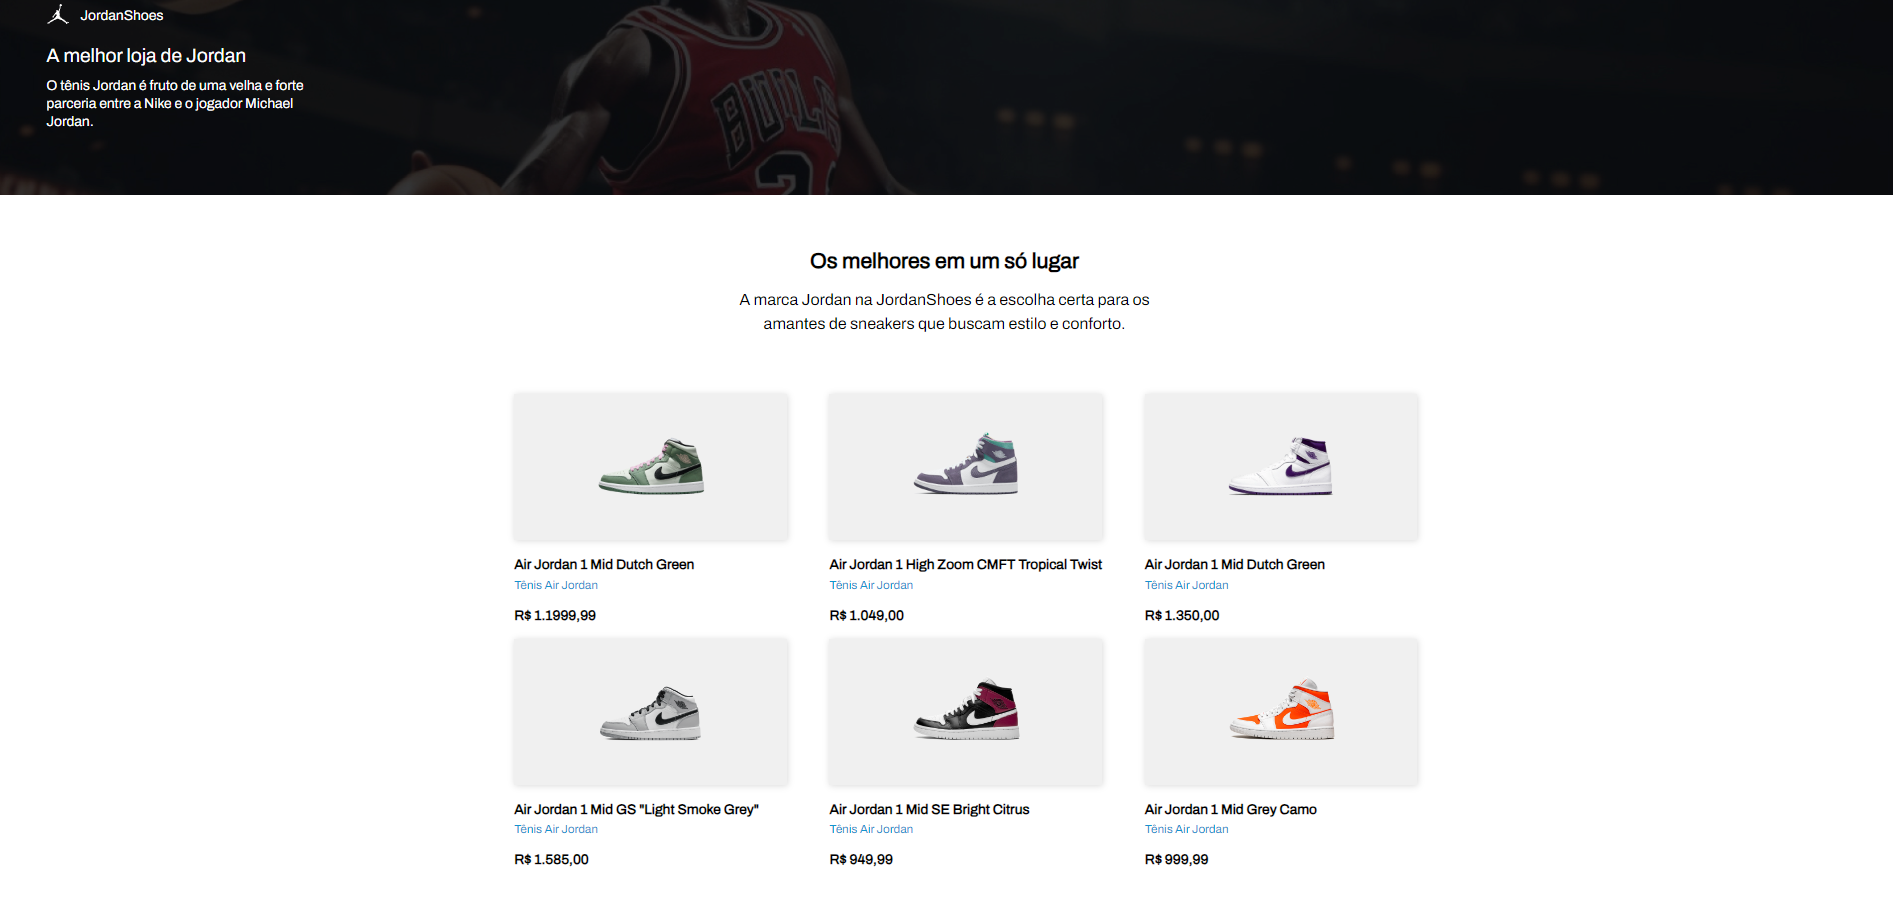 JordanShoes
A melhor loja de Jordan
O tênis Jordan é fruto de uma velha e forte
parceria entre a Nike e o jogador Michael
Jordan.
BULLS
2
Os melhores em um só lugar
A marca Jordan na JordanShoes é a escolha certa para os
amantes de sneakers que buscam estilo e conforto.
Air Jordan 1 Mid Dutch Green
Tênis Air Jordan
R$ 1.1999,99
Air Jordan 1 High Zoom CMFT Tropical Twist
Tênis Air Jordan
R$ 1.049,00
Air Jordan 1 Mid Dutch Green
Tênis Air Jordan
R$ 1.350,00
Air Jordan 1 Mid GS "Light Smoke Grey"
Tênis Air Jordan
R$ 1.585,00
Air Jordan 1 Mid SE Bright Citrus
Tênis Air Jordan
R$ 949,99
Air Jordan 1 Mid Grey Camo
Tênis Air Jordan
R$ 999,99